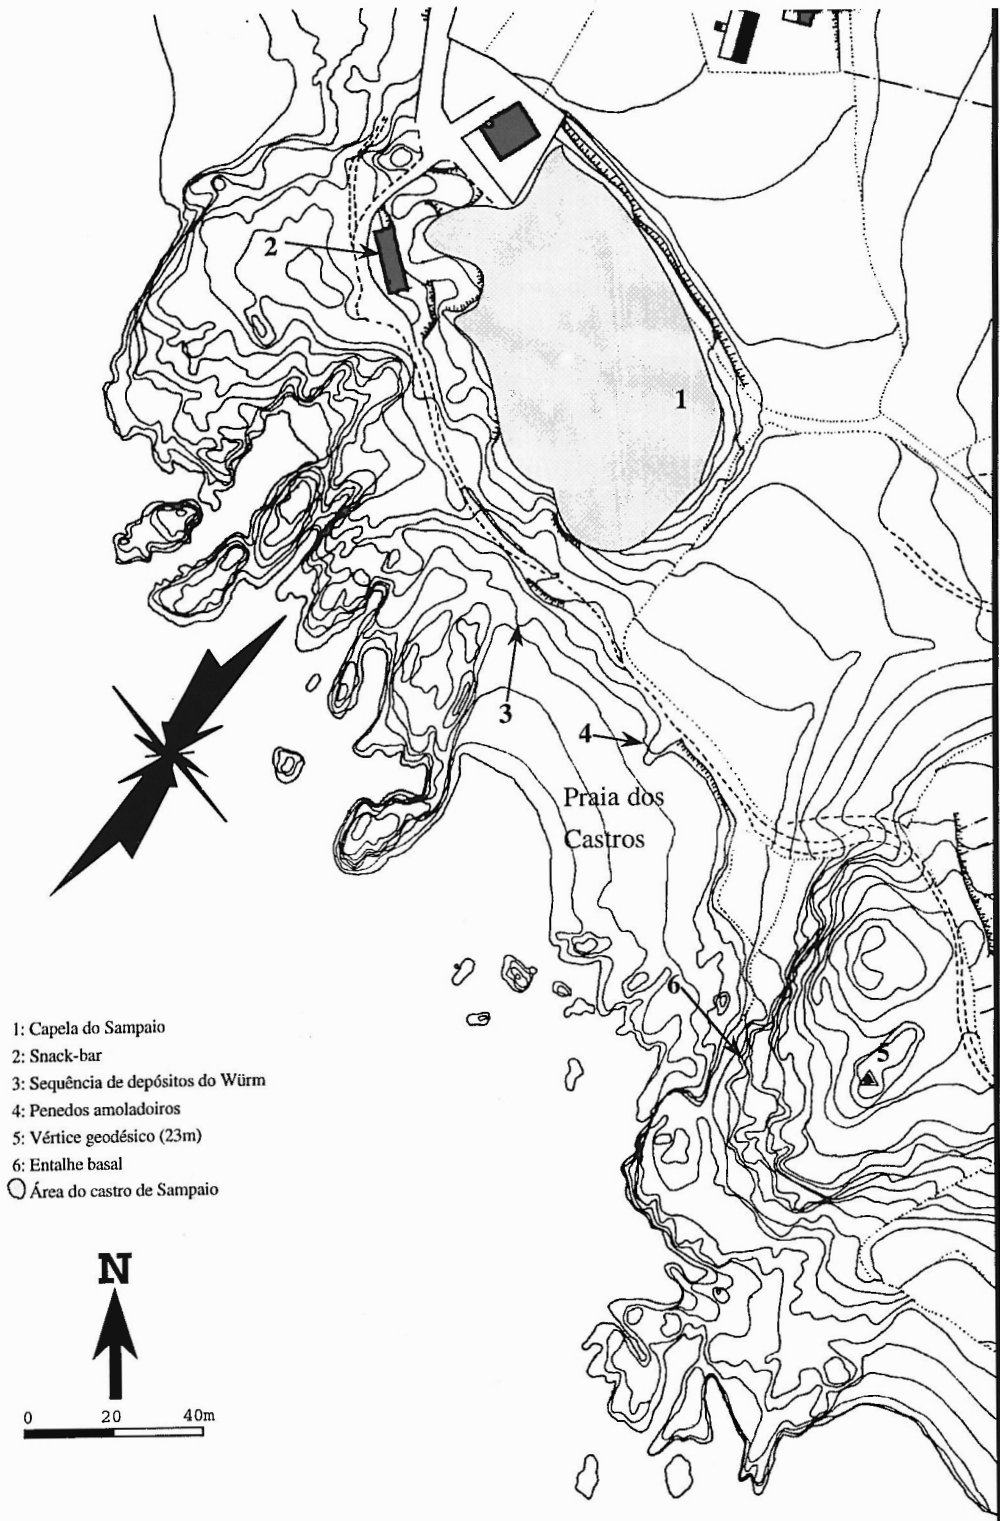 2
1
3
4
Praia dos
Castros
6
5
1: Capela do Sampaio
2: Snack-bar
3: Sequência de depósitos do Würm
4: Penedos amoladoiros
5: Vértice geodésico (23m)
6: Entalhe basal
Área do castro de Sampaio
N
0 20 40m